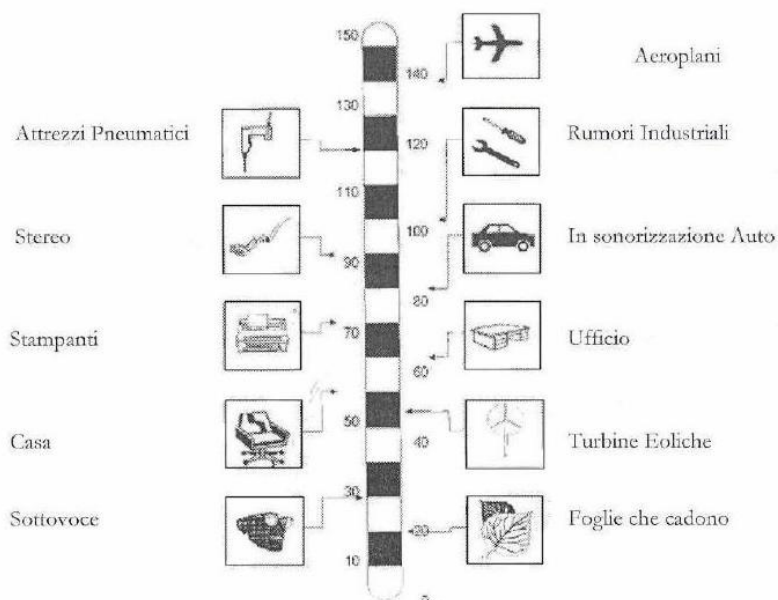 150
Aeroplani
140
130
Attrezzi Pneumatici
Rumori Industriali
120
110
Stereo
100
In sonorizzazione Auto
90
80
Stampanti
70
Ufficio
60
50
Casa
40
Turbine Eoliche
30
Sottovoce
20
Foglie che cadono
10